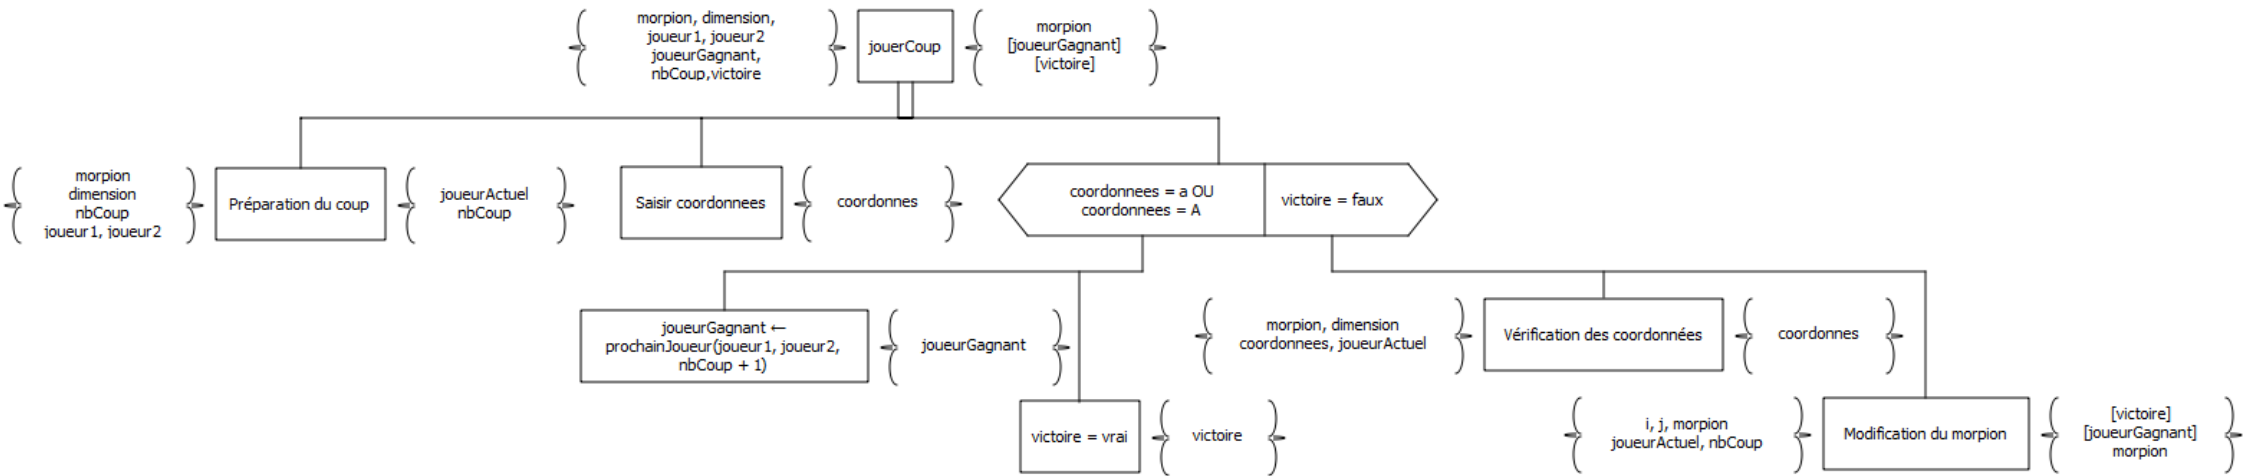 morpion, dimension,
joueur1, joueur2
joueurGagnant,
nbCoup,victoire
jouerCoup
morpion
[joueurGagnant]
[victoire]
morpion
dimension
nbCoup
joueur1, joueur2
Préparation du coup
joueurActuel
nbCoup
Saisir coordonnees
coordonnes
coordonnees = a OU
coordonnees = A
victoire = faux
joueurGagnant ←
prochainJoueur(joueur1, joueur2,
nbCoup + 1)
joueurGagnant
morpion, dimension
coordonnees, joueurActuel
Vérification des coordonnées
coordonnes
victoire = vrai
victoire
i, j, morpion
joueurActuel, nbCoup
Modification du morpion
[victoire]
[joueurGagnant]
morpion